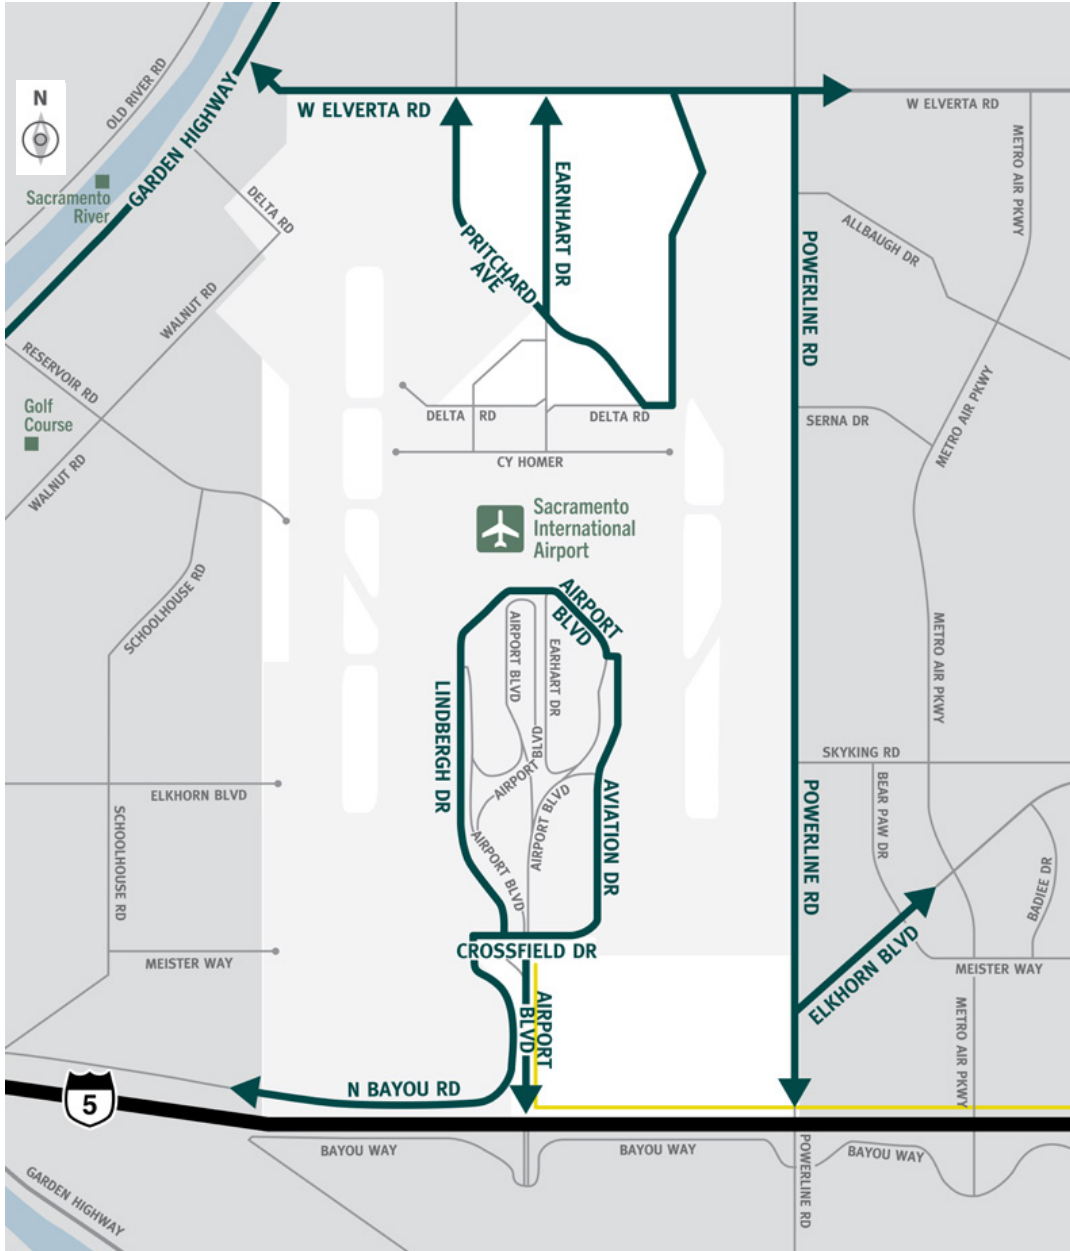 N
OLD RIVER RD
GARDEN HIGHWAY
W ELVERTA RD
W ELVERTA RD
METRO AIR PKWY
Sacramento
River
DELTA RD
EARNHART DR
PRITCHARD
AVE
ALLBAUGH DR
POWERLINE RD
WALNUT RD
RESERVOIR RD
METRO AIR PKWY
Golf
Course
DELTA RD
DELTA RD
SERNA DR
WALNUT RD
CY HOMER
Sacramento
International
Airport
SCHOOLHOUSE RD
AIRPORT
BLVD
AIRPORT BLVD
EARHART DR
METRO AIR PKWY
LINDBERGH DR
AIRPORT
BLVD
SKYKING RD
ELKHORN BLVD
AVIATION DR
POWERLINE RD
BEAR PAW DR
AIRPORT BLVD
AIRPORT BLVD
SCHOOLHOUSE RD
BADIEE DR
CROSSFIELD DR
MEISTER WAY
ELKHORN BLVD
MEISTER WAY
AIRPORT
BLVD
METRO AIR PKWY
N BAYOU RD
5
BAYOU WAY
BAYOU WAY
BAYOU WAY
POWERLINE RD
GARDEN HIGHWAY